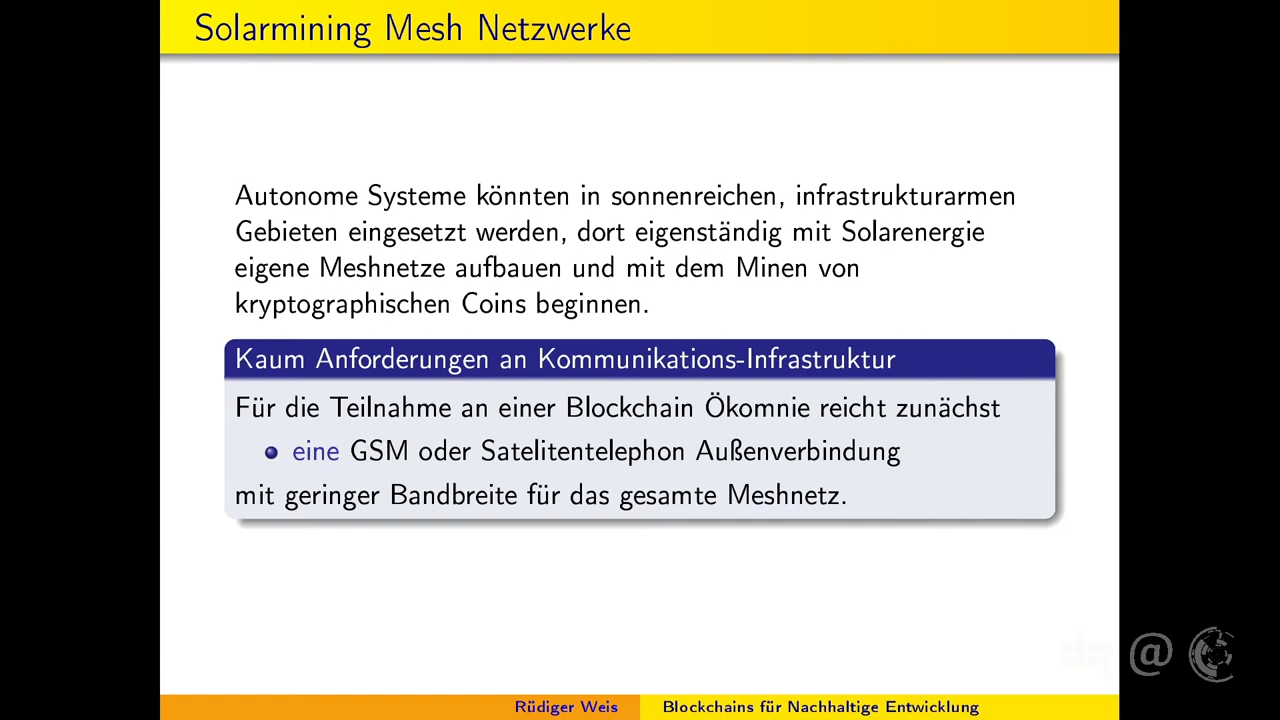 Solarmining Mesh Netzwerke
Autonome Systeme könnten in sonnenreichen, infrastrukturarmen
Gebieten eingesetzt werden, dort eigenständig mit Solarenergie
eigene Meshnetze aufbauen und mit dem Minen von
kryptographischen Coins beginnen.
Kaum Anforderungen an Kommunikations-Infrastruktur
Für die Teilnahme an einer Blockchain Ökomnie reicht zunächst
• eine GSM oder Satelitentelephon Außenverbindung
mit geringer Bandbreite für das gesamte Meshnetz.
@
Rüdiger Weis
Blockchains für Nachhaltige Entwicklung